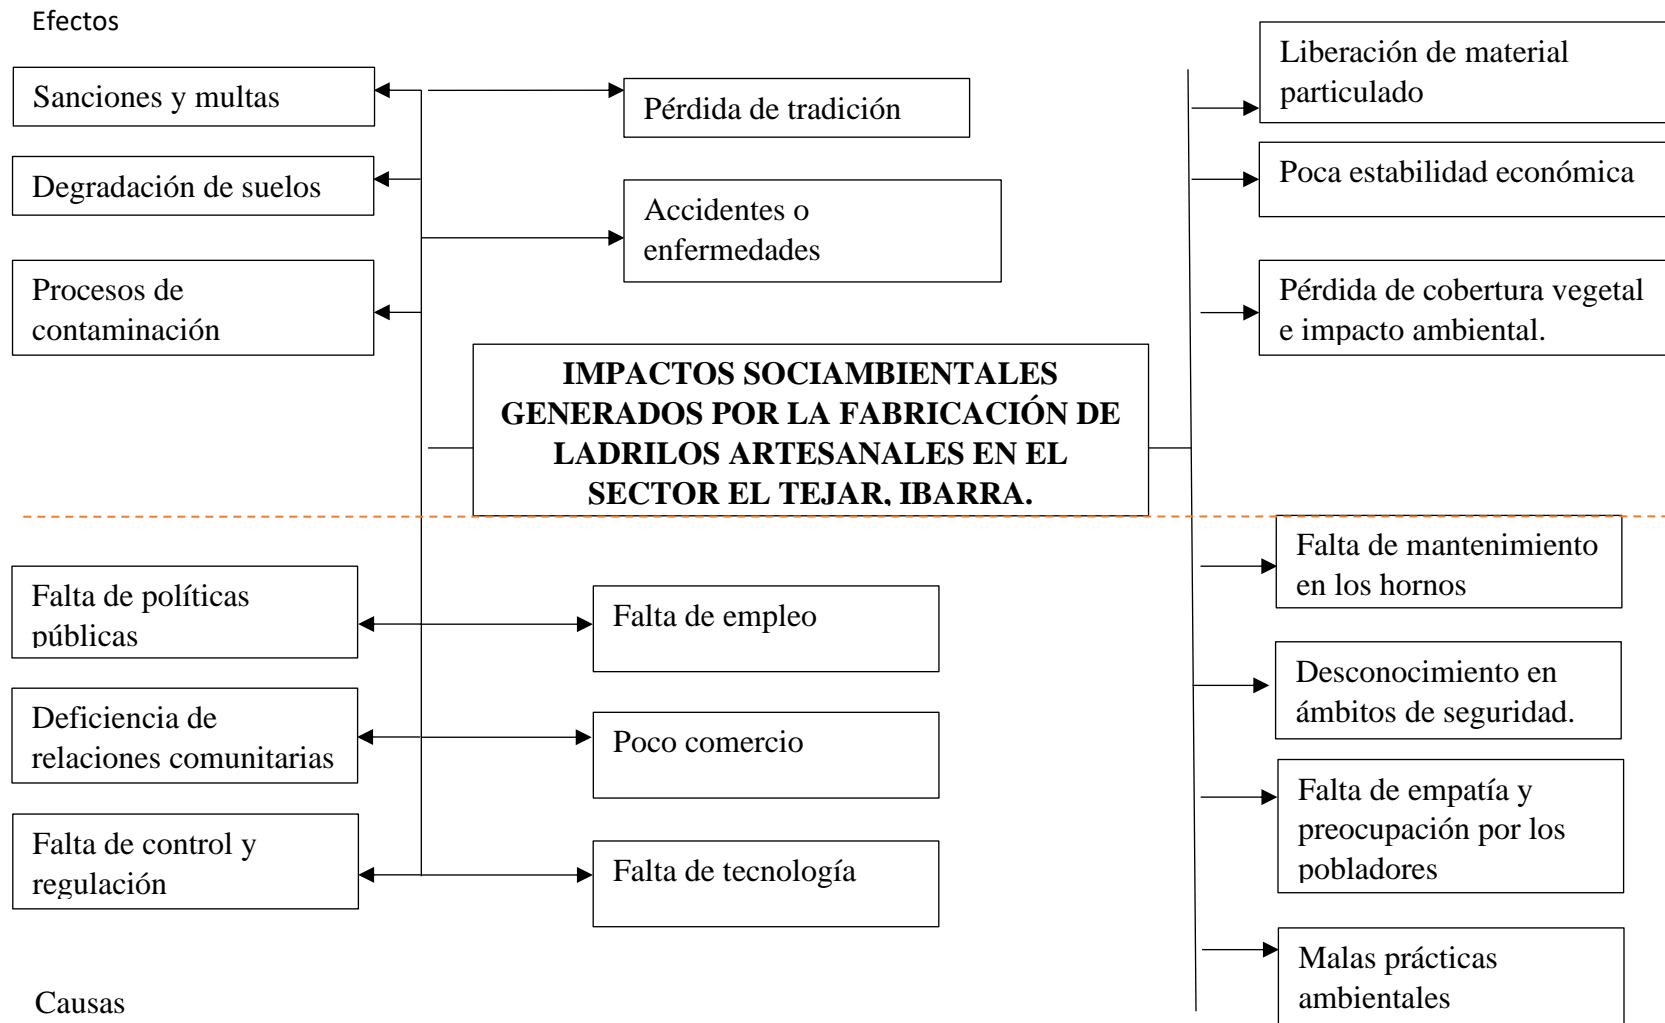 Efectos
Sanciones y multas
Degradación de suelos
Procesos de
contaminación
Pérdida de tradición
Accidentes o
enfermedades
Liberación de material
particulado
Poca estabilidad económica
Pérdida de cobertura vegetal
e impacto ambiental.
IMPACTOS SOCIAMBIENTALES
GENERADOS POR LA FABRICACIÓN DE
LADRILOS ARTESANALES EN EL
SECTOR EL TEJAR, IBARRA.
Falta de políticas
públicas
Deficiencia de
relaciones comunitarias
Falta de control y
regulación
Falta de empleo
Poco comercio
Falta de tecnología
Falta de mantenimiento
en los hornos
Desconocimiento en
ámbitos de seguridad.
Falta de empatía y
preocupación por los
pobladores
Malas prácticas
ambientales
Causas